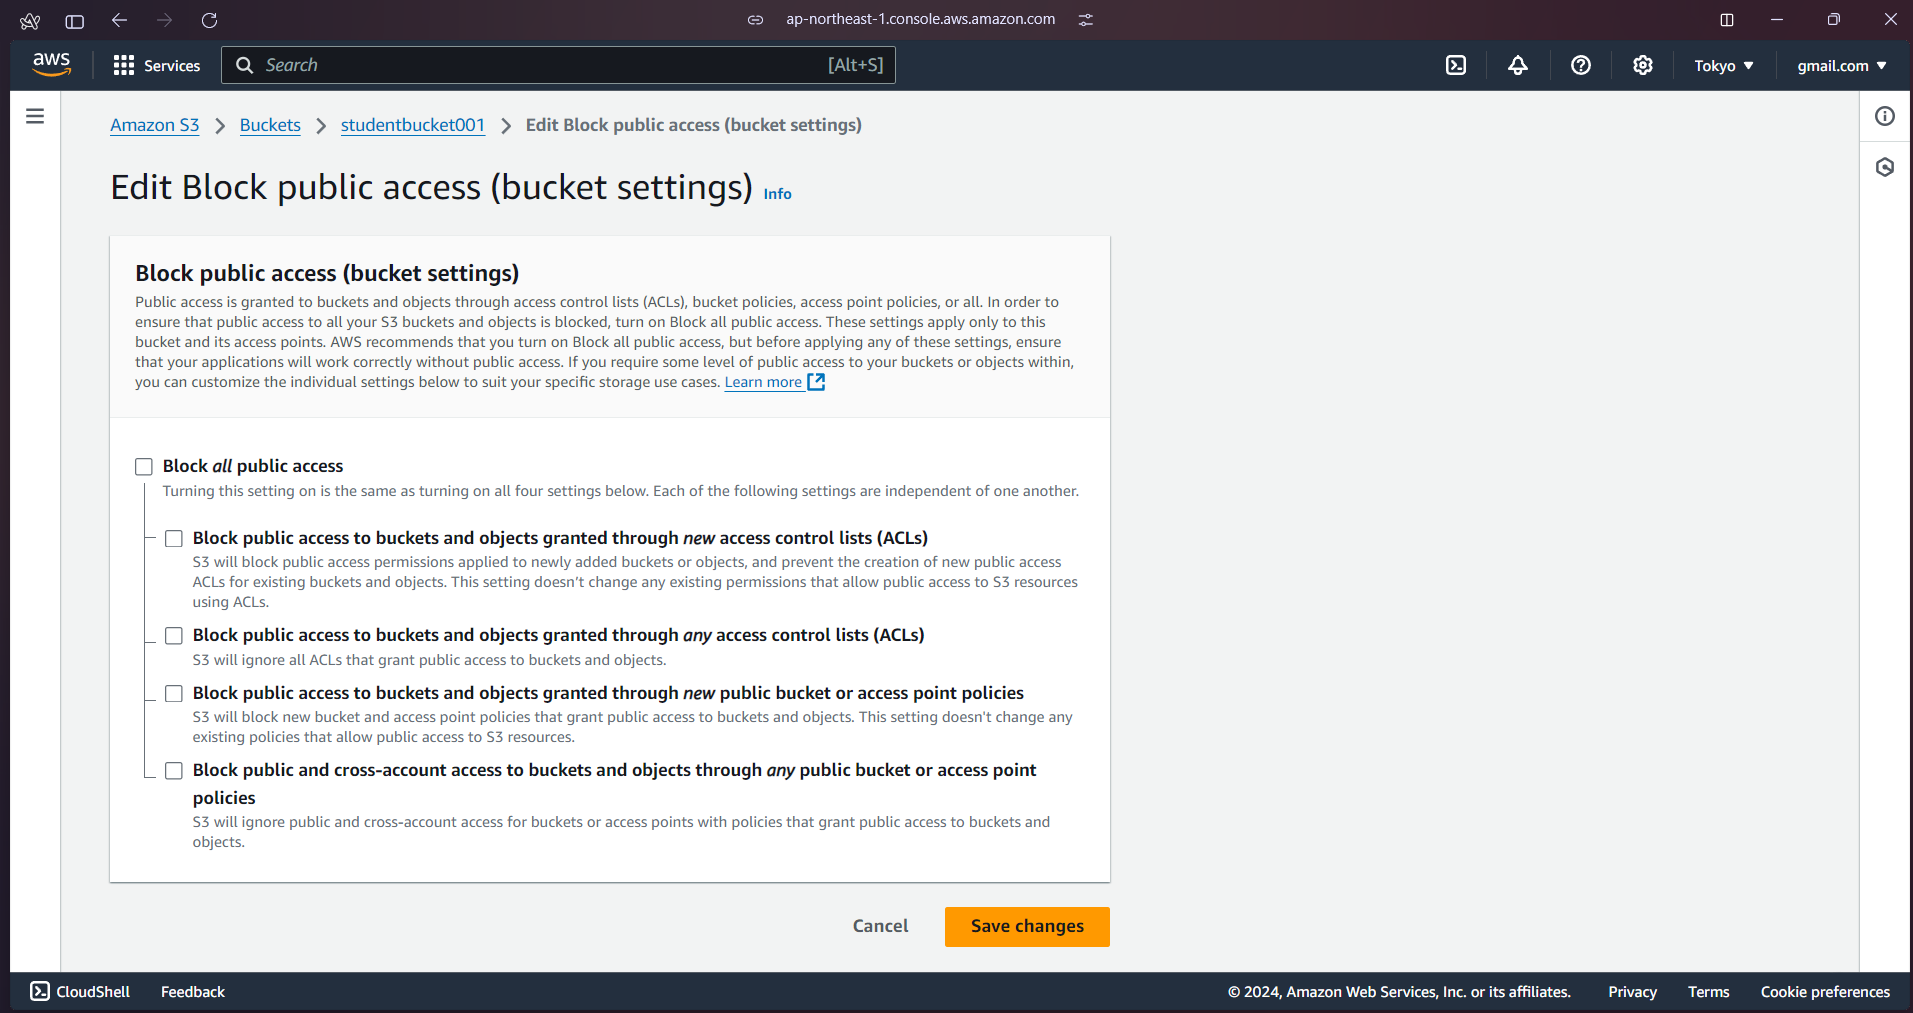 ap-northeast-1.console.aws.amazon.com
aws
Services
Search
[Alt+S]
Tokyo
gmail.com
Amazon S3
Buckets
studentbucket001
Edit Block public access (bucket settings)
Edit Block public access (bucket settings) Info
Block public access (bucket settings)
Public access is granted to buckets and objects through access control lists (ACLs), bucket policies, access point policies, or all. In order to
ensure that public access to all your S3 buckets and objects is blocked, turn on Block all public access. These settings apply only to this
bucket and its access points. AWS recommends that you turn on Block all public access, but before applying any of these settings, ensure
that your applications will work correctly without public access. If you require some level of public access to your buckets or objects within,
you can customize the individual settings below to suit your specific storage use cases. Learn more
Block all public access
Turning this setting on is the same as turning on all four settings below. Each of the following settings are independent of one another.
Block public access to buckets and objects granted through new access control lists (ACLs)
S3 will block public access permissions applied to newly added buckets or objects, and prevent the creation of new public access
ACLs for existing buckets and objects. This setting doesn't change any existing permissions that allow public access to S3 resources
using ACLs.
Block public access to buckets and objects granted through any access control lists (ACLs)
S3 will ignore all ACLs that grant public access to buckets and objects.
Block public access to buckets and objects granted through new public bucket or access point policies
S3 will block new bucket and access point policies that grant public access to buckets and objects. This setting doesn't change any
existing policies that allow public access to S3 resources.
Block public and cross-account access to buckets and objects through any public bucket or access point
policies
S3 will ignore public and cross-account access for buckets or access points with policies that grant public access to buckets and
objects.
Cancel
Save changes
CloudShell
Feedback
© 2024, Amazon Web Services, Inc. or its affiliates.
Privacy
Terms
Cookie preferences